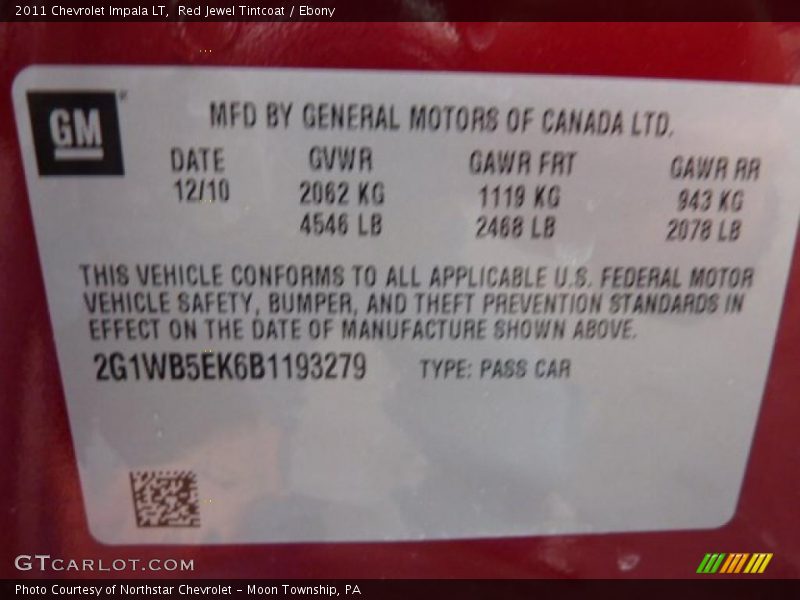 2011 Chevrolet Impala LT, Red Jewel Tintcoat / Ebony
GM
MFD BY GENERAL MOTORS OF CANADA LTD.
DATE GVWR GAWR FRT GAWR RR
12/10 2062 KG 1119 KG 943 KG
4546 LB 2468 LB 2078 LB
THIS VEHICLE CONFORMS TO ALL APPLICABLE U.S. FEDERAL MOTOR
VEHICLE SAFETY, BUMPER, AND THEFT PREVENTION STANDARDS IN
EFFECT ON THE DATE OF MANUFACTURE SHOWN ABOVE.
2G1WB5EK6B1193279 TYPE: PASS CAR
GTCARLOT.COM
Photo Courtesy of Northstar Chevrolet - Moon Township, PA